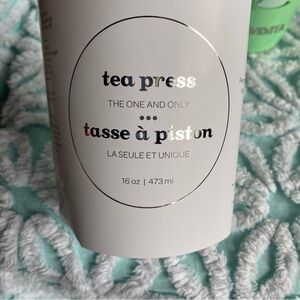 tea press
THE ONE AND ONLY
•••
tasse à piston
LA SEULE ET UNIQUE
16 oz | 473 ml